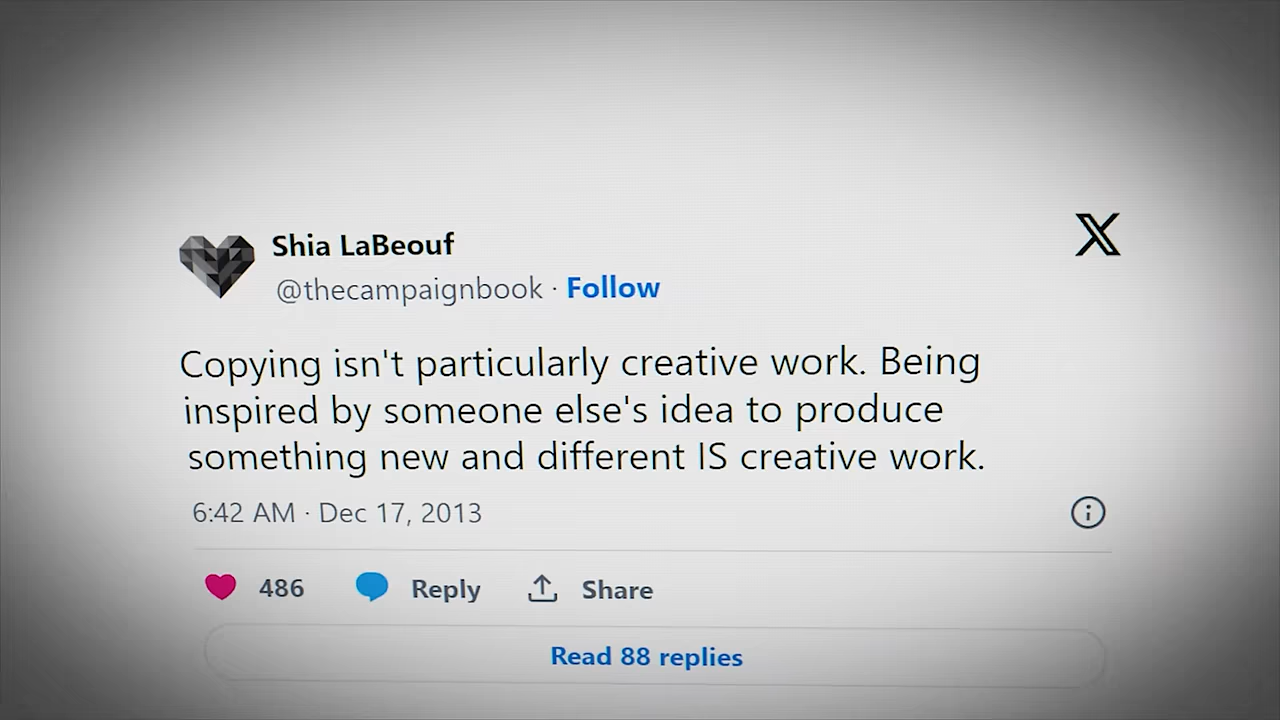 Shia LaBeouf
@thecampaignbook · Follow
Copying isn't particularly creative work. Being
inspired by someone else's idea to produce
something new and different IS creative work.
6:42 AM · Dec 17, 2013
486 Reply Share
Read 88 replies